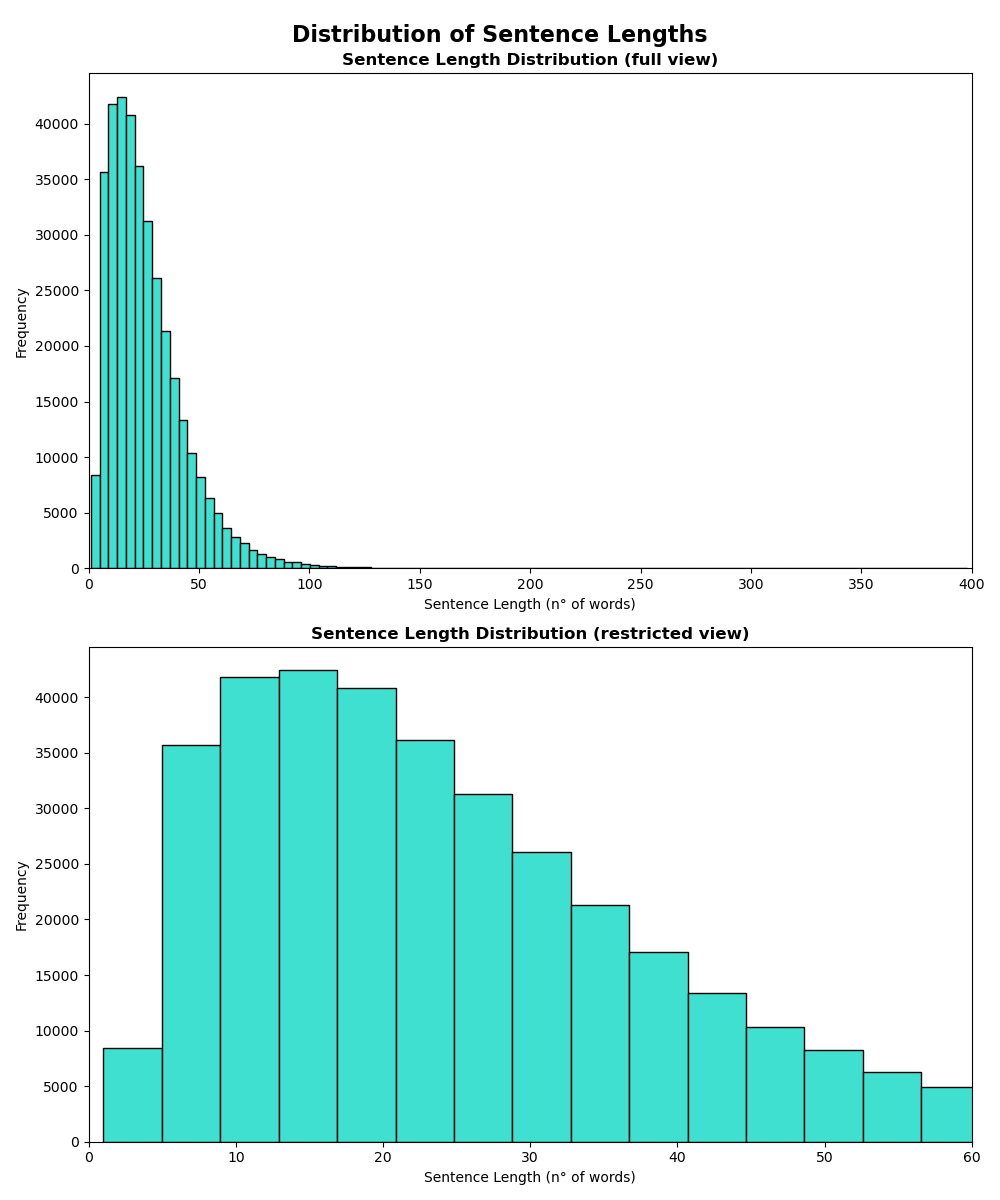 Distribution of Sentence Lengths
Sentence Length Distribution (full view)
40000
35000
30000
25000
20000
15000
10000
5000
0
Frequency
0 50 100 150 200 250 300 350 400
Sentence Length (n° of words)
Sentence Length Distribution (restricted view)
40000
35000
30000
25000
20000
15000
10000
5000
0
Frequency
0 10 20 30 40 50 60
Sentence Length (n° of words)